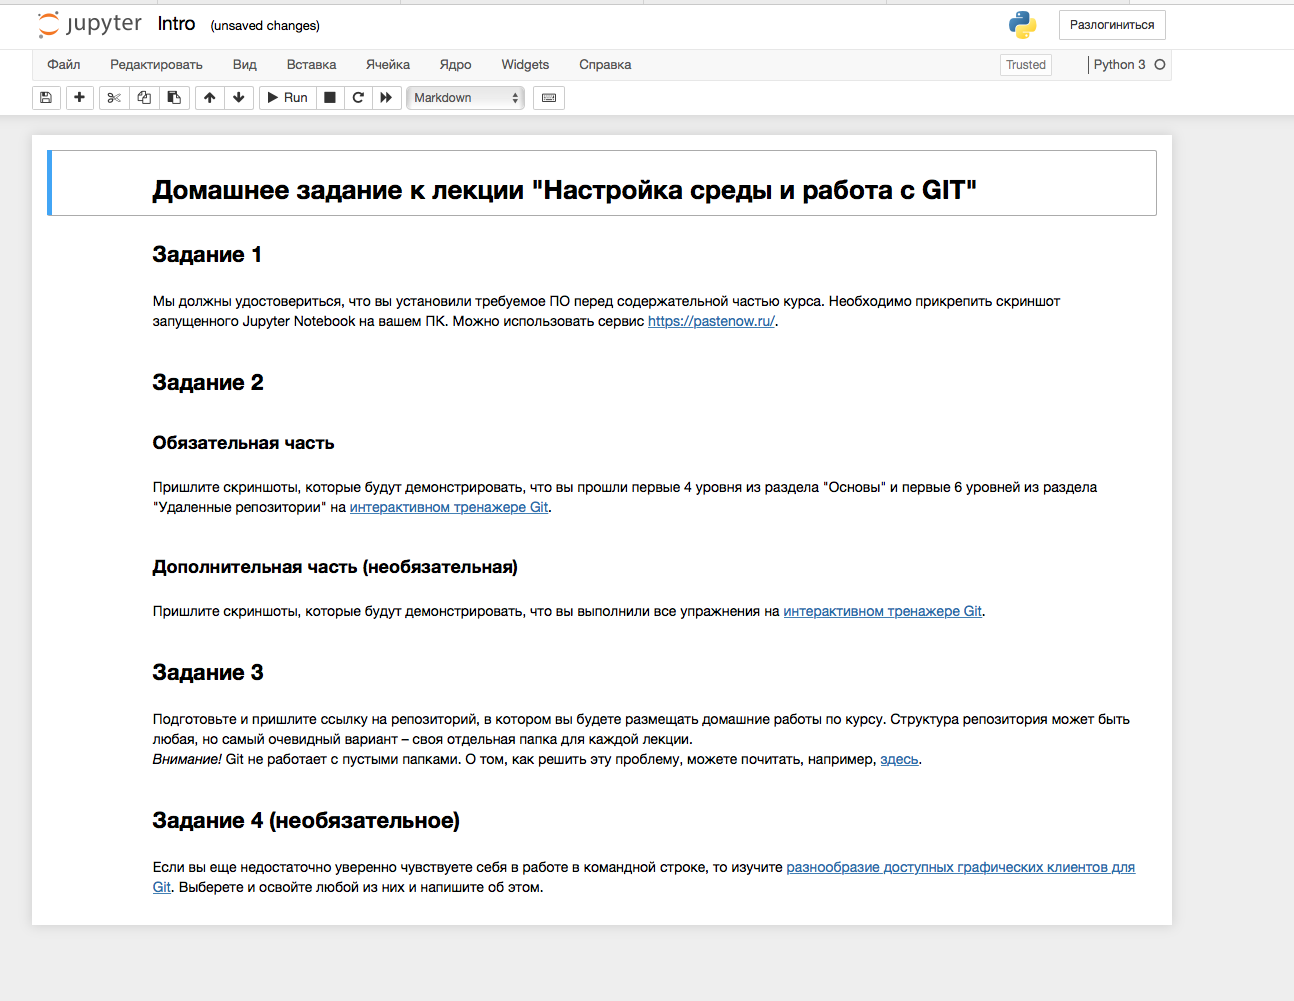 jupyter Intro (unsaved changes) Разлогиниться
Файл Редактировать Вид Вставка Ячейка Ядро Widgets Справка Trusted Python 3
Run Markdown
Домашнее задание к лекции "Настройка среды и работа с GIT"
Задание 1
Мы должны удостовериться, что вы установили требуемое ПО перед содержательной частью курса. Необходимо прикрепить скриншот
запущенного Jupyter Notebook на вашем ПК. Можно использовать сервис https://pastenow.ru/.
Задание 2
Обязательная часть
Пришлите скриншоты, которые будут демонстрировать, что вы прошли первые 4 уровня из раздела "Основы" и первые 6 уровней из раздела
"Удаленные репозитории" на интерактивном тренажере Git.
Дополнительная часть (необязательная)
Пришлите скриншоты, которые будут демонстрировать, что вы выполнили все упражнения на интерактивном тренажере Git.
Задание 3
Подготовьте и пришлите ссылку на репозиторий, в котором вы будете размещать домашние работы по курсу. Структура репозитория может быть
любая, но самый очевидный вариант – своя отдельная папка для каждой лекции.
Внимание! Git не работает с пустыми папками. О том, как решить эту проблему, можете почитать, например, здесь.
Задание 4 (необязательное)
Если вы еще недостаточно уверенно чувствуете себя в работе в командной строке, то изучите разнообразие доступных графических клиентов для
Git. Выберете и освойте любой из них и напишите об этом.